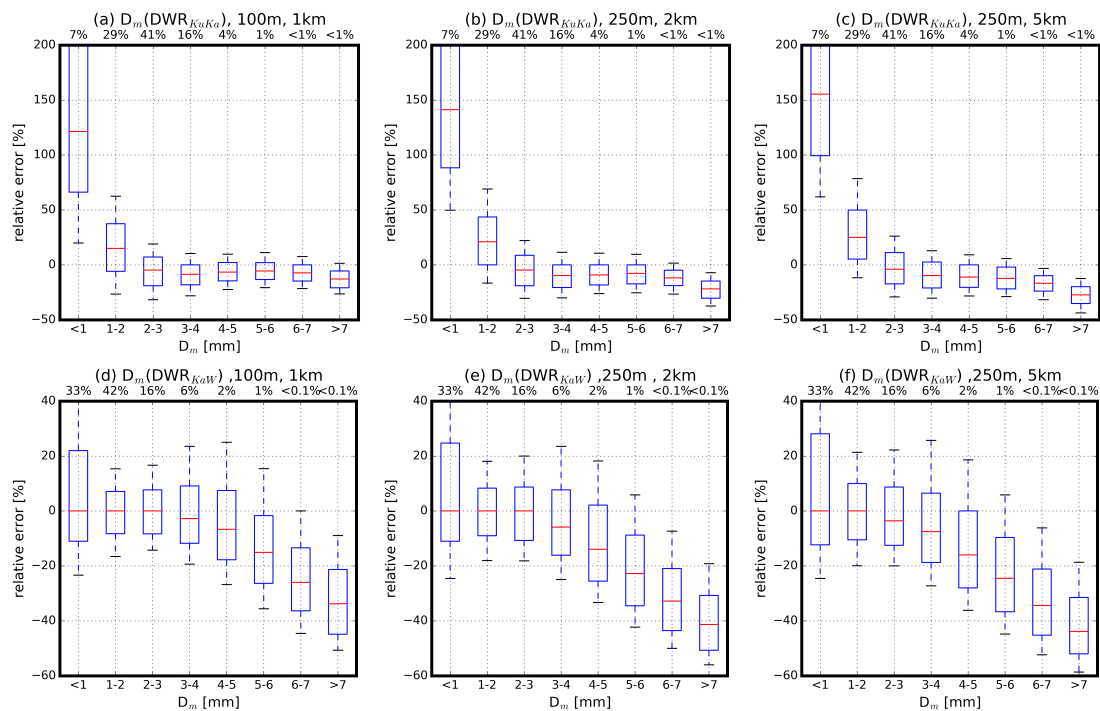 (a) D_m(DWR_KuKa), 100m, 1km
7% 29% 41% 16% 4% 1% <1% <1%
200
150
100
50
0
−50
relative error [%]
<1 1-2 2-3 3-4 4-5 5-6 6-7 >7
D_m [mm]
(b) D_m(DWR_KuKa), 250m, 2km
7% 29% 41% 16% 4% 1% <1% <1%
200
150
100
50
0
−50
relative error [%]
<1 1-2 2-3 3-4 4-5 5-6 6-7 >7
D_m [mm]
(c) D_m(DWR_KuKa), 250m, 5km
7% 29% 41% 16% 4% 1% <1% <1%
200
150
100
50
0
−50
relative error [%]
<1 1-2 2-3 3-4 4-5 5-6 6-7 >7
D_m [mm]
(d) D_m(DWR_KaW) ,100m, 1km
33% 42% 16% 6% 2% 1% <0.1% <0.1%
40
20
0
−20
−40
−60
relative error [%]
<1 1-2 2-3 3-4 4-5 5-6 6-7 >7
D_m [mm]
(e) D_m(DWR_KaW) ,250m , 2km
33% 42% 16% 6% 2% 1% <0.1% <0.1%
40
20
0
−20
−40
−60
relative error [%]
<1 1-2 2-3 3-4 4-5 5-6 6-7 >7
D_m [mm]
(f) D_m(DWR_KaW) ,250m, 5km
33% 42% 16% 6% 2% 1% <0.1% <0.1%
40
20
0
−20
−40
−60
relative error [%]
<1 1-2 2-3 3-4 4-5 5-6 6-7 >7
D_m [mm]